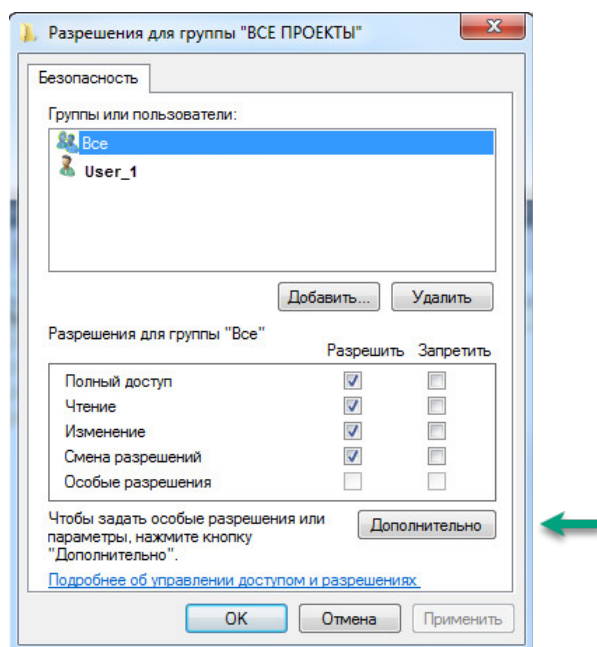 Разрешения для группы "ВСЕ ПРОЕКТЫ"
Безопасность
Группы или пользователи:
Все
User_1
Добавить... Удалить
Разрешения для группы "Все"
Разрешить Запретить
Полный доступ
Чтение
Изменение
Смена разрешений
Особые разрешения
Чтобы задать особые разрешения или
параметры, нажмите кнопку
"Дополнительно".
Дополнительно
Подробнее об управлении доступом и разрешениях
OK Отмена Применить